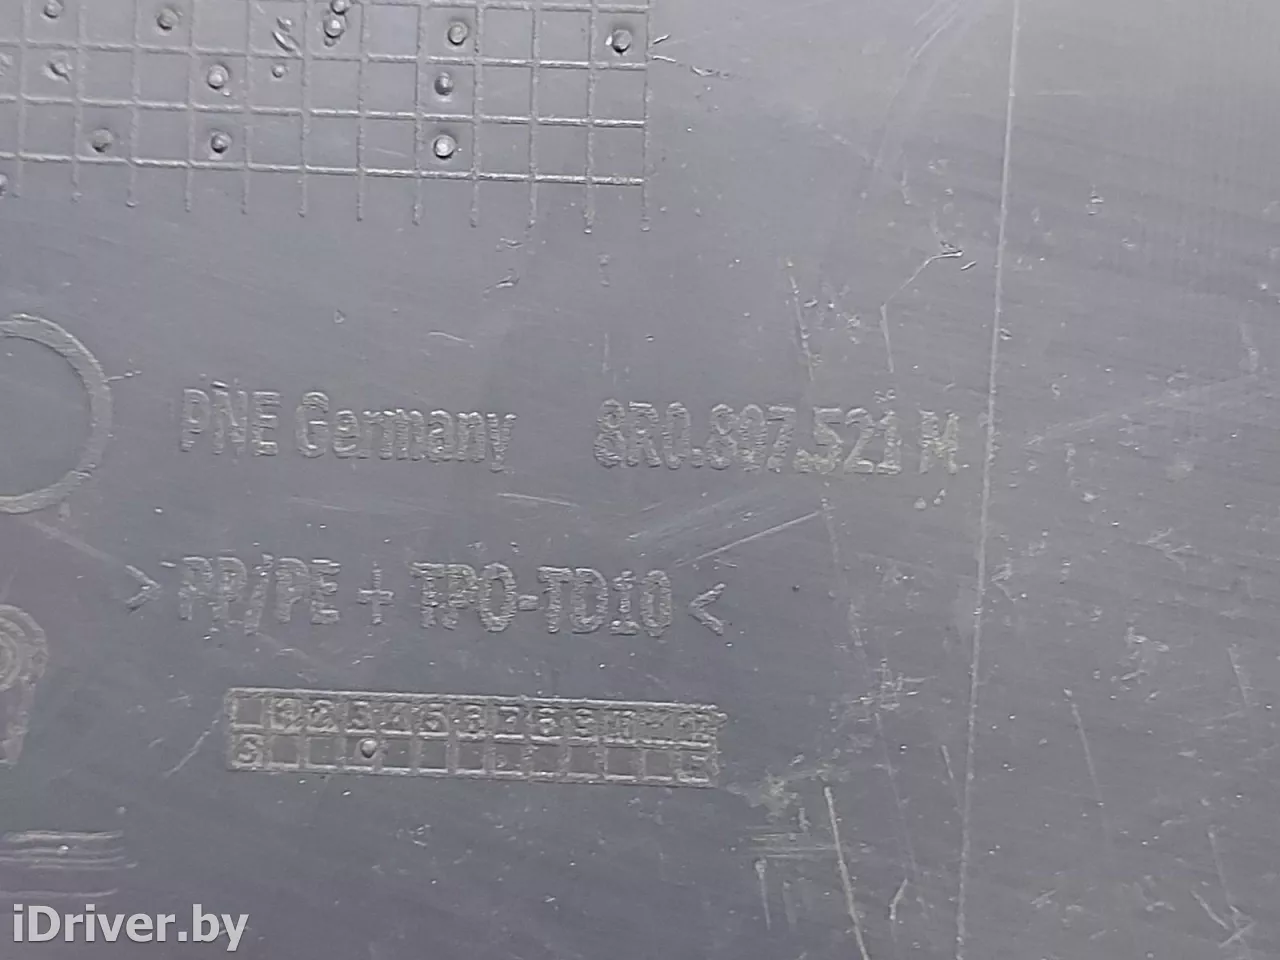 PNE Germany 8R0.807.521 M
> PP/PE + TPO-TD10 <
iDriver.by